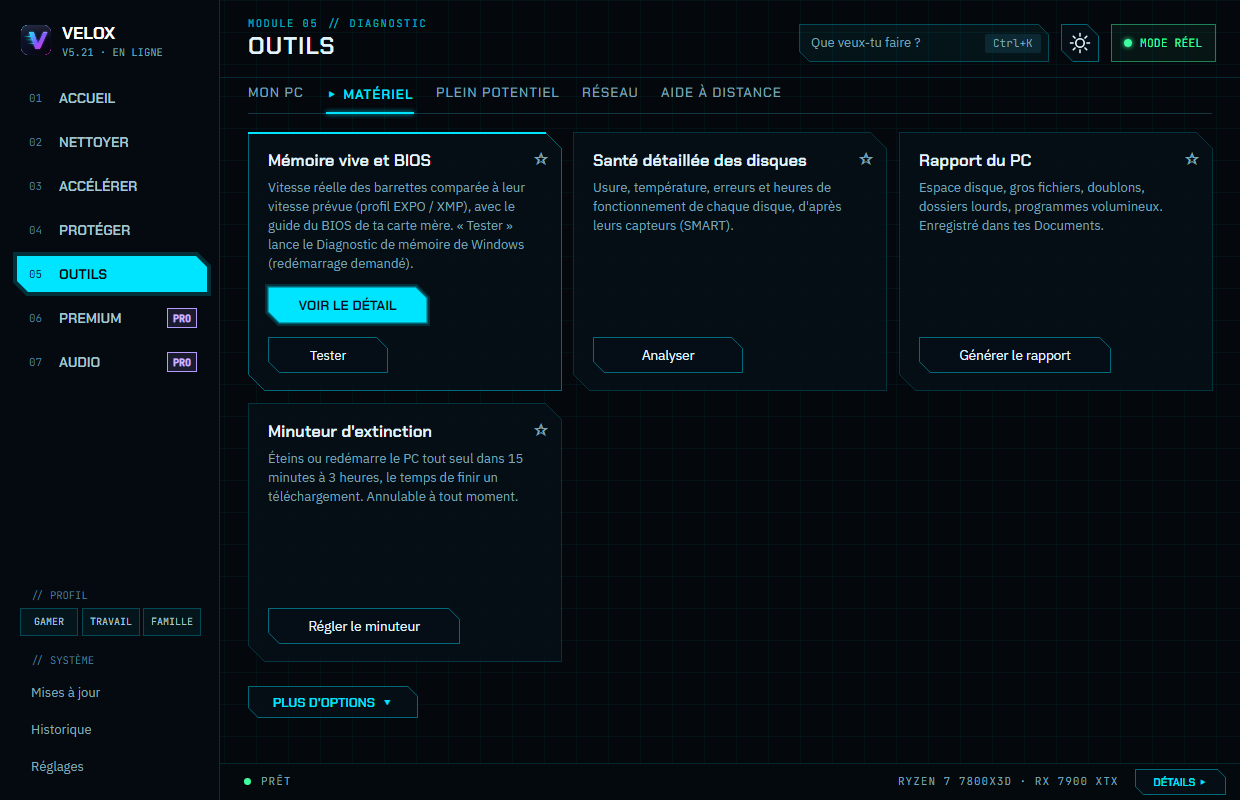 VELOX
V5.21 · EN LIGNE
01 ACCUEIL
02 NETTOYER
03 ACCÉLÉRER
04 PROTÉGER
05 OUTILS
06 PREMIUM PRO
07 AUDIO PRO
// PROFIL
GAMER TRAVAIL FAMILLE
// SYSTÈME
Mises à jour
Historique
Réglages
MODULE 05 // DIAGNOSTIC
OUTILS
Que veux-tu faire ? Ctrl+K
MODE RÉEL
MON PC ▸ MATÉRIEL PLEIN POTENTIEL RÉSEAU AIDE À DISTANCE
Mémoire vive et BIOS ☆
Vitesse réelle des barrettes comparée à leur
vitesse prévue (profil EXPO / XMP), avec le
guide du BIOS de ta carte mère. « Tester »
lance le Diagnostic de mémoire de Windows
(redémarrage demandé).
VOIR LE DÉTAIL
Tester
Santé détaillée des disques ☆
Usure, température, erreurs et heures de
fonctionnement de chaque disque, d'après
leurs capteurs (SMART).
Analyser
Rapport du PC ☆
Espace disque, gros fichiers, doublons,
dossiers lourds, programmes volumineux.
Enregistré dans tes Documents.
Générer le rapport
Minuteur d'extinction ☆
Éteins ou redémarre le PC tout seul dans 15
minutes à 3 heures, le temps de finir un
téléchargement. Annulable à tout moment.
Régler le minuteur
PLUS D'OPTIONS ▾
PRÊT
RYZEN 7 7800X3D · RX 7900 XTX
DÉTAILS ▸